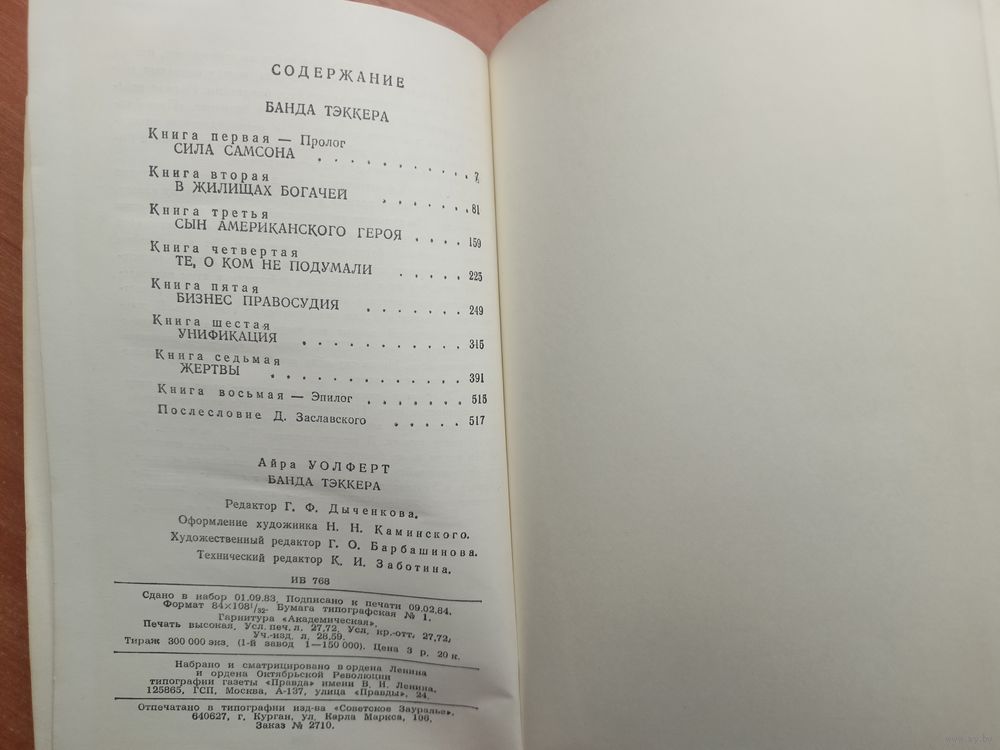 СОДЕРЖАНИЕ
БАНДА ТЭККЕРА
Книга первая — Пролог
СИЛА САМСОНА . . . . . . . . . 7
Книга вторая
В ЖИЛИЩАХ БОГАЧЕЙ . . . . . . 81
Книга третья
СЫН АМЕРИКАНСКОГО ГЕРОЯ . . . . 159
Книга четвертая
ТЕ, О КОМ НЕ ПОДУМАЛИ . . . . . 225
Книга пятая
БИЗНЕС ПРАВОСУДИЯ . . . . . . . 249
Книга шестая
УНИФИКАЦИЯ . . . . . . . . . . 315
Книга седьмая
ЖЕРТВЫ . . . . . . . . . . . . 391
Книга восьмая — Эпилог . . . . . . . 515
Послесловие Д. Заславского . . . . . 517
Айра УОЛФЕРТ
БАНДА ТЭККЕРА
Редактор Г. Ф. Дыченкова.
Оформление художника Н. Н. Каминского.
Художественный редактор Г. О. Барбашинова.
Технический редактор К. И. Заботина.
ИВ 768
Сдано в набор 01.09.83. Подписано к печати 09.02.84.
Формат 84×108¹/₃₂. Бумага типографская № 1.
Гарнитура «Академическая».
Печать высокая. Усл. печ. л. 27,72. Усл. кр.-отт. 27,72.
Уч.-изд. л. 28,59.
Тираж 300 000 экз. (1-й завод 1—150 000). Цена 3 р. 20 к.
Набрано и сматрицировано в ордена Ленина
и ордена Октябрьской Революции
типографии газеты «Правда» имени В. И. Ленина.
125865, ГСП, Москва, А-137, улица «Правды», 24.
Отпечатано в типографии изд-ва «Советское Зауралье»,
640627, г. Курган, ул. Карла Маркса, 106.
Заказ № 2710.
www.ay.by